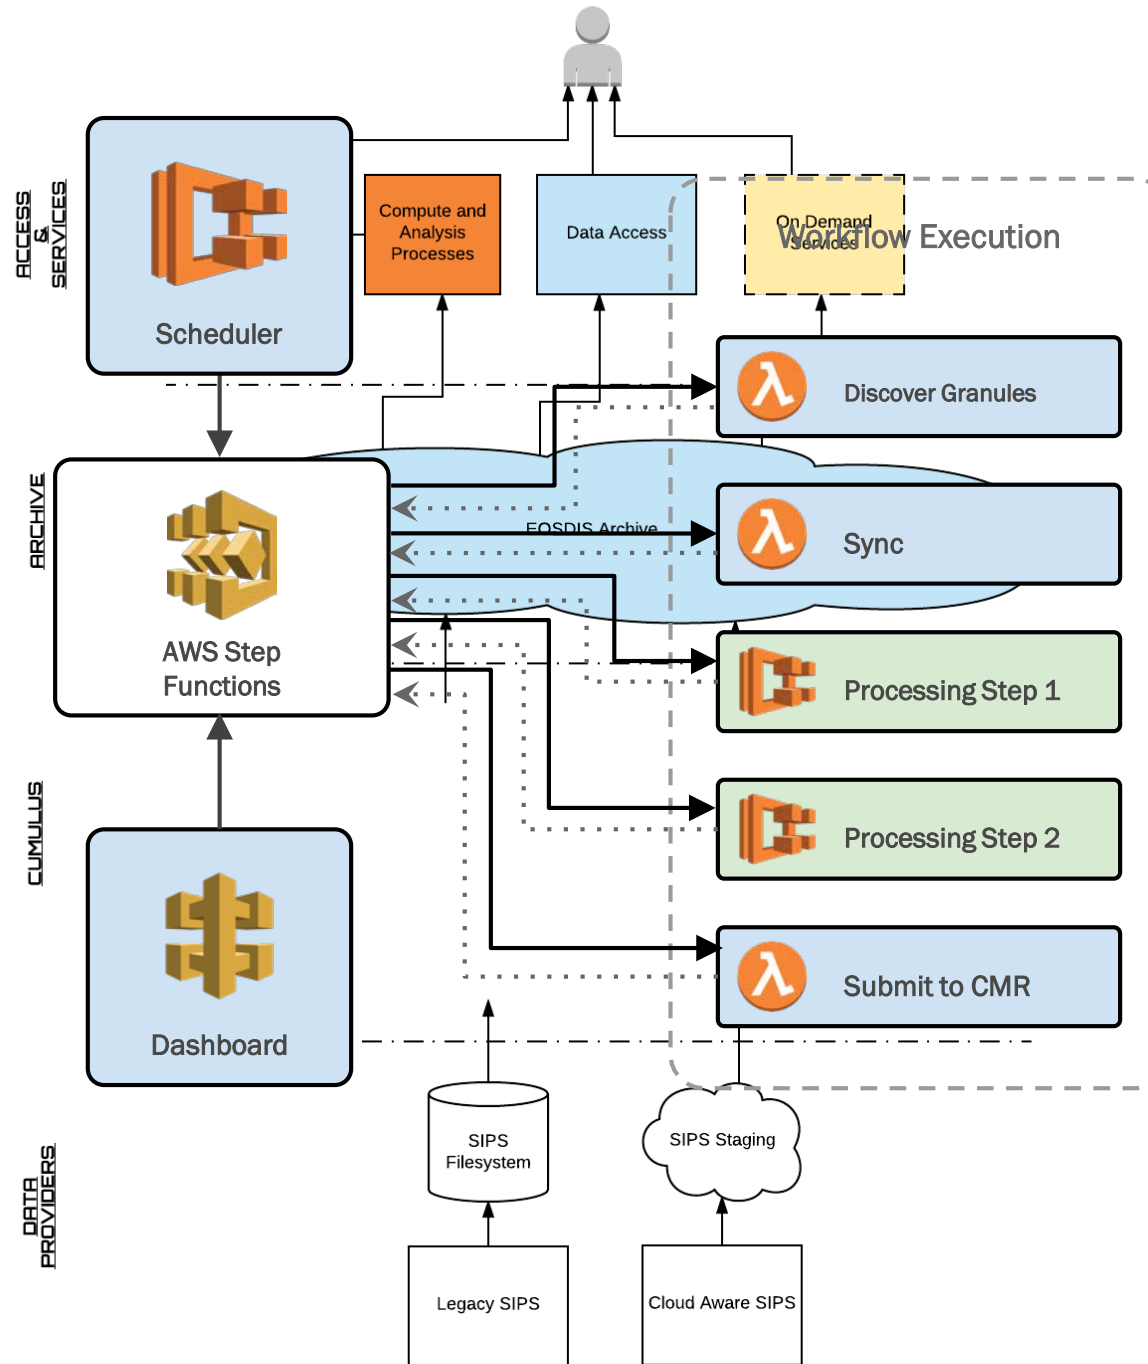 ACCESS
&
SERVICES
Scheduler
Compute and
Analysis
Processes
Data Access
On Demand
Services
Workflow Execution
Discover Granules
ARCHIVE
EOSDIS Archive
Sync
AWS Step
Functions
Processing Step 1
CUMULUS
Processing Step 2
Dashboard
Submit to CMR
DATA
PROVIDERS
SIPS
Filesystem
SIPS Staging
Legacy SIPS
Cloud Aware SIPS